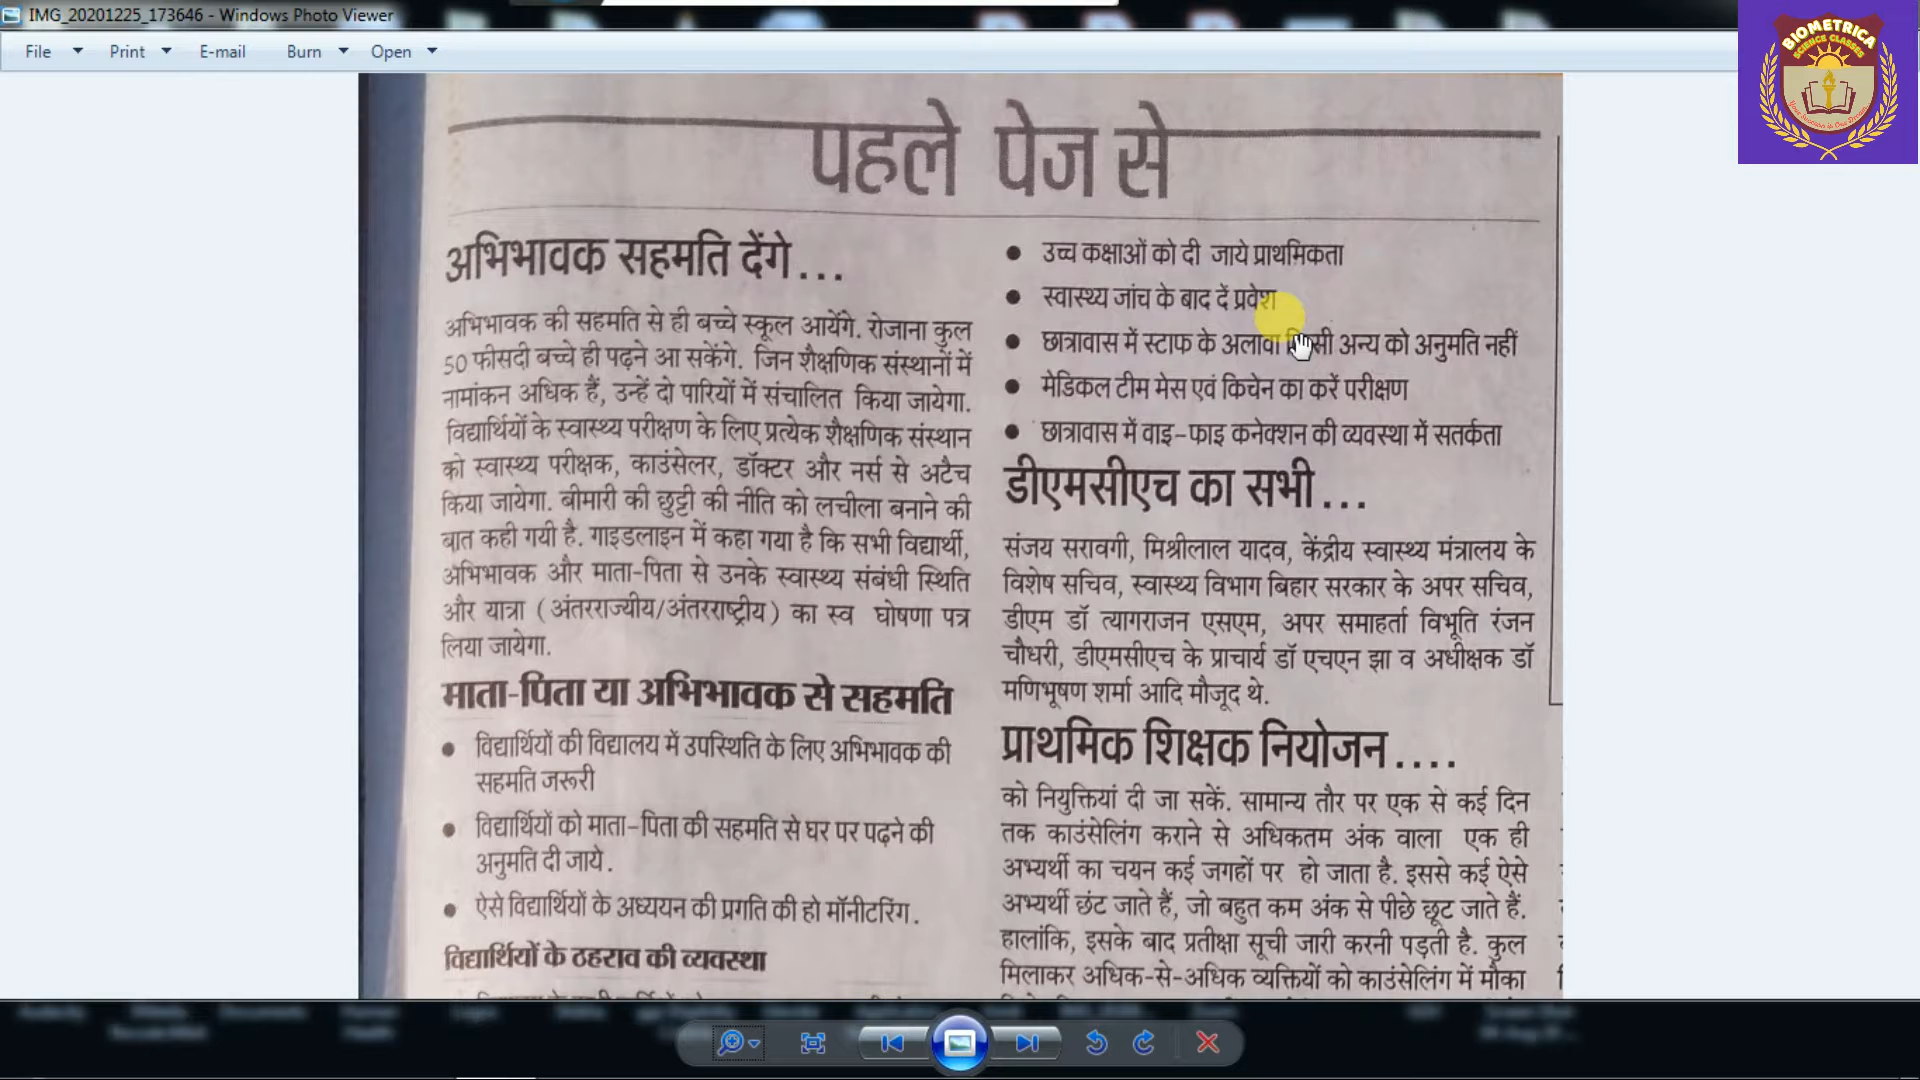 IMG_20201225_173646 - Windows Photo Viewer
File Print E-mail Burn Open
BIOMETRICA
SCIENCE CLASSES
पहले पेज से
अभिभावक सहमति देंगे...
अभिभावक की सहमति से ही बच्चे स्कूल आयेंगे. रोजाना कुल
50 फीसदी बच्चे ही पढ़ने आ सकेंगे. जिन शैक्षणिक संस्थानों में
नामांकन अधिक हैं, उन्हें दो पारियों में संचालित किया जायेगा.
विद्यार्थियों के स्वास्थ्य परीक्षण के लिए प्रत्येक शैक्षणिक संस्थान
को स्वास्थ्य परीक्षक, काउंसेलर, डॉक्टर और नर्स से अटैच
किया जायेगा. बीमारी की छुट्टी की नीति को लचीला बनाने की
बात कही गयी है. गाइडलाइन में कहा गया है कि सभी विद्यार्थी,
अभिभावक और माता-पिता से उनके स्वास्थ्य संबंधी स्थिति
और यात्रा (अंतरराज्यीय/अंतरराष्ट्रीय) का स्व घोषणा पत्र
लिया जायेगा.
माता-पिता या अभिभावक से सहमति
● विद्यार्थियों की विद्यालय में उपस्थिति के लिए अभिभावक की
सहमति जरूरी
● विद्यार्थियों को माता-पिता की सहमति से घर पर पढ़ने की
अनुमति दी जाये.
● ऐसे विद्यार्थियों के अध्ययन की प्रगति की हो मॉनीटरिंग.
विद्यार्थियों के ठहराव की व्यवस्था
● उच्च कक्षाओं को दी जाये प्राथमिकता
● स्वास्थ्य जांच के बाद दें प्रवेश
● छात्रावास में स्टाफ के अलावा किसी अन्य को अनुमति नहीं
● मेडिकल टीम मेस एवं किचेन का करें परीक्षण
● छात्रावास में वाइ-फाइ कनेक्शन की व्यवस्था में सतर्कता
डीएमसीएच का सभी...
संजय सरावगी, मिश्रीलाल यादव, केंद्रीय स्वास्थ्य मंत्रालय के
विशेष सचिव, स्वास्थ्य विभाग बिहार सरकार के अपर सचिव,
डीएम डॉ त्यागराजन एसएम, अपर समाहर्ता विभूति रंजन
चौधरी, डीएमसीएच के प्राचार्य डॉ एचएन झा व अधीक्षक डॉ
मणिभूषण शर्मा आदि मौजूद थे.
प्राथमिक शिक्षक नियोजन....
को नियुक्तियां दी जा सकें. सामान्य तौर पर एक से कई दिन
तक काउंसेलिंग कराने से अधिकतम अंक वाला एक ही
अभ्यर्थी का चयन कई जगहों पर हो जाता है. इससे कई ऐसे
अभ्यर्थी छंट जाते हैं, जो बहुत कम अंक से पीछे छूट जाते हैं.
हालांकि, इसके बाद प्रतीक्षा सूची जारी करनी पड़ती है. कुल
मिलाकर अधिक-से-अधिक व्यक्तियों को काउंसेलिंग में मौका